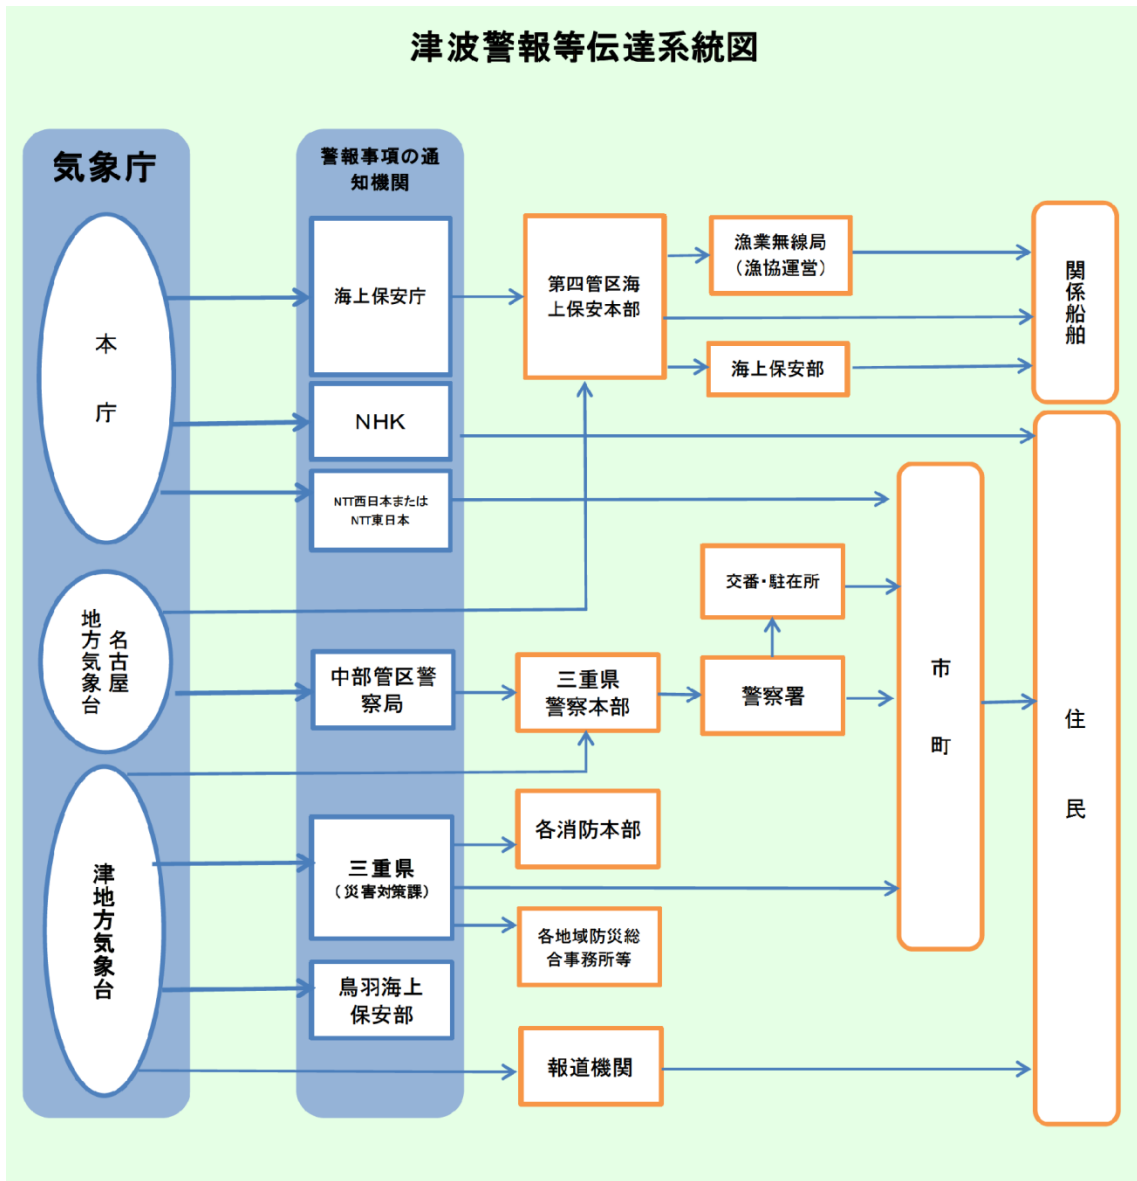 津波警報等伝達系統図
気象庁
本
庁
名古屋
地方気象台
津地方気象台
警報事項の通
知機関
海上保安庁
NHK
NTT西日本または
NTT東日本
中部管区警
察局
三重県
（災害対策課）
鳥羽海上
保安部
第四管区海
上保安本部
三重県
警察本部
各消防本部
各地域防災総
合事務所等
報道機関
漁業無線局
（漁協運営）
海上保安部
交番・駐在所
警察署
市
町
関係船舶
住
民